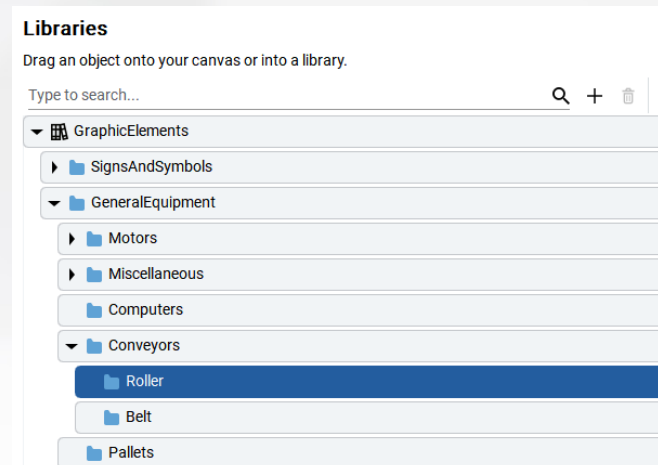 Libraries
Drag an object onto your canvas or into a library.
Type to search...
GraphicElements
SignsAndSymbols
GeneralEquipment
Motors
Miscellaneous
Computers
Conveyors
Roller
Belt
Pallets